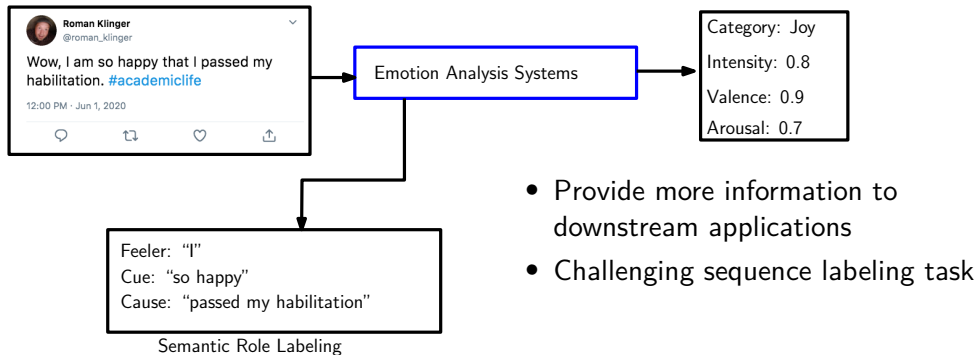 Roman Klinger
@roman_klinger
Wow, I am so happy that I passed my
habilitation. #academiclife
12:00 PM · Jun 1, 2020
Emotion Analysis Systems
Category: Joy
Intensity: 0.8
Valence: 0.9
Arousal: 0.7
Feeler: “I”
Cue: “so happy”
Cause: “passed my habilitation”
Semantic Role Labeling
• Provide more information to
downstream applications
• Challenging sequence labeling task